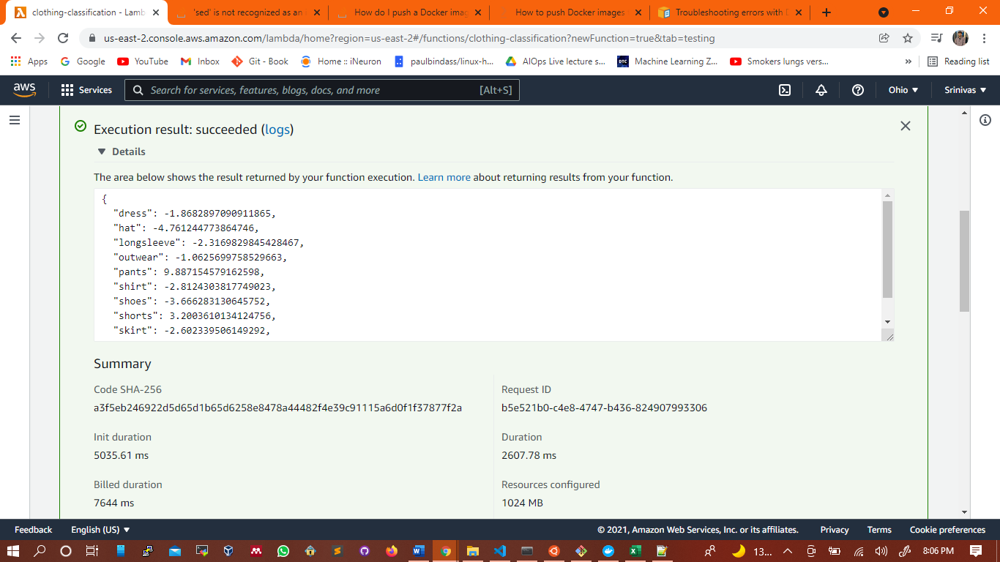 clothing-classification - Lamb
'sed' is not recognized as an
How do I push a Docker imag
How to push Docker images
Troubleshooting errors with D
us-east-2.console.aws.amazon.com/lambda/home?region=us-east-2#/functions/clothing-classification?newFunction=true&tab=testing
Apps Google YouTube Inbox Git - Book Home :: iNeuron paulbindass/linux-h... AIOps Live lecture s... DTC Machine Learning Z... Smokers lungs vers... » Reading list
aws Services Search for services, features, blogs, docs, and more [Alt+S] Ohio ▼ Srinivas ▼
Execution result: succeeded (logs)
▼ Details
The area below shows the result returned by your function execution. Learn more about returning results from your function.
{
"dress": -1.8682897090911865,
"hat": -4.761244773864746,
"longsleeve": -2.3169829845428467,
"outwear": -1.0625699758529663,
"pants": 9.887154579162598,
"shirt": -2.8124303817749023,
"shoes": -3.666283130645752,
"shorts": 3.2003610134124756,
"skirt": -2.602339506149292,
Summary
Code SHA-256
a3f5eb246922d5d65d1b65d6258e8478a44482f4e39c91115a6d0f1f37877f2a
Request ID
b5e521b0-c4e8-4747-b436-824907993306
Init duration
5035.61 ms
Duration
2607.78 ms
Billed duration
7644 ms
Resources configured
1024 MB
Feedback English (US) ▼ © 2021, Amazon Web Services, Inc. or its affiliates. Privacy Terms Cookie preferences
13... 8:06 PM